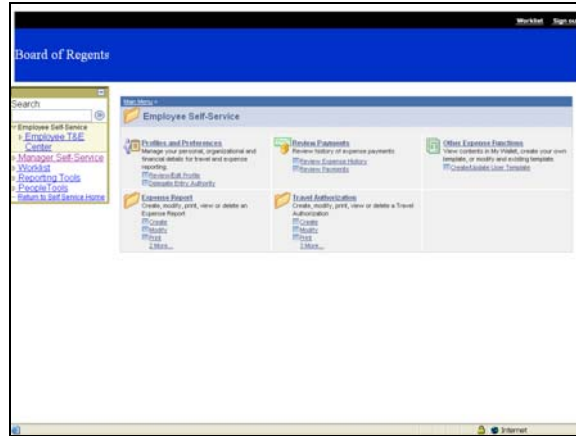 Worklist Sign ou
Board of Regents
Search
Employee Self-Service
Employee T&E
Center
Manager Self-Service
Worklist
Reporting Tools
PeopleTools
Return to Self Service Home
Main Menu >
Employee Self-Service
Profiles and Preferences
Manage your personal, organizational and
financial details for travel and expense
reporting.
Review/Edit Profile
Delegate Entry Authority
Review Payments
Review history of expense payments.
Review Expense History
Review Payments
Other Expense Functions
View contents in My Wallet, create your own
template, or modify and existing template.
Create/Update User Template
Expense Report
Create, modify, print, view or delete an
Expense Report
Create
Modify
Print
2 More...
Travel Authorization
Create, modify, print, view or delete a Travel
Authorization
Create
Modify
Print
2 More...
Internet